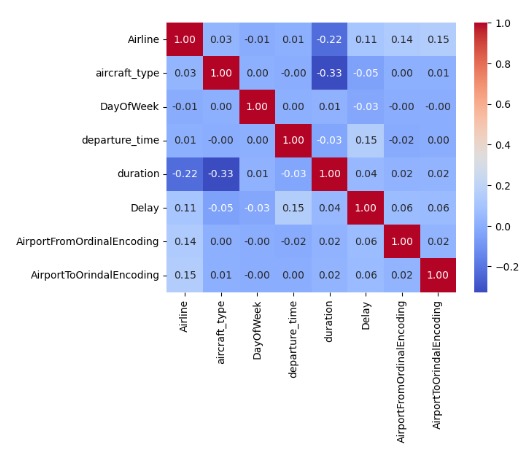 Airline 1.00 0.03 -0.01 0.01 -0.22 0.11 0.14 0.15
aircraft_type 0.03 1.00 0.00 -0.00 -0.33 -0.05 0.00 0.01
DayOfWeek -0.01 0.00 1.00 0.00 0.01 -0.03 -0.00 -0.00
departure_time 0.01 -0.00 0.00 1.00 -0.03 0.15 -0.02 0.00
duration -0.22 -0.33 0.01 -0.03 1.00 0.04 0.02 0.02
Delay 0.11 -0.05 -0.03 0.15 0.04 1.00 0.06 0.06
AirportFromOrdinalEncoding 0.14 0.00 -0.00 -0.02 0.02 0.06 1.00 0.02
AirportToOrindalEncoding 0.15 0.01 -0.00 0.00 0.02 0.06 0.02 1.00
Airline
aircraft_type
DayOfWeek
departure_time
duration
Delay
AirportFromOrdinalEncoding
AirportToOrindalEncoding
1.0
0.8
0.6
0.4
0.2
0.0
−0.2